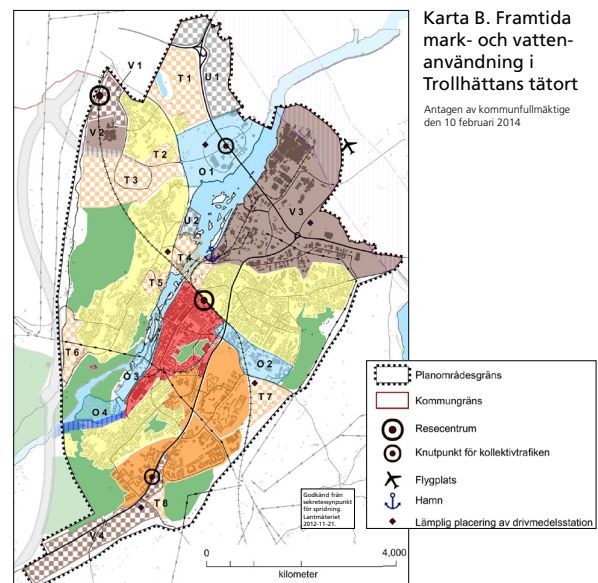 Karta B. Framtida
mark- och vatten-
användning i
Trollhättans tätort
Antagen av kommunfullmäktige
den 10 februari 2014
V 1
T 1
U 1
V 2
T 2
O 1
T 3
V 3
U 2
T 4
T 5
T 6
O 3
O 2
T 7
O 4
T 8
V 4
Planområdesgräns
Kommungräns
Resecentrum
Knutpunkt för kollektivtrafiken
Flygplats
Hamn
Lämplig placering av drivmedelsstation
Godkänd från
sekretessynpunkt
för spridning.
Lantmäteriet
2012-11-21.
0 4,000
kilometer